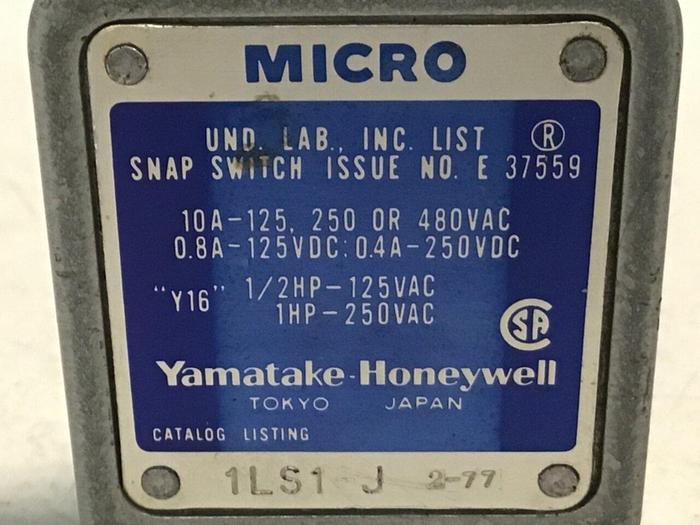 MICRO
UND. LAB., INC. LIST ®
SNAP SWITCH ISSUE NO. E 37559
10A-125, 250 OR 480VAC
0.8A-125VDC: 0.4A-250VDC
"Y16" 1/2HP-125VAC
1HP-250VAC
SA
Yamatake-Honeywell
TOKYO JAPAN
CATALOG LISTING
1LS1 J 2-77